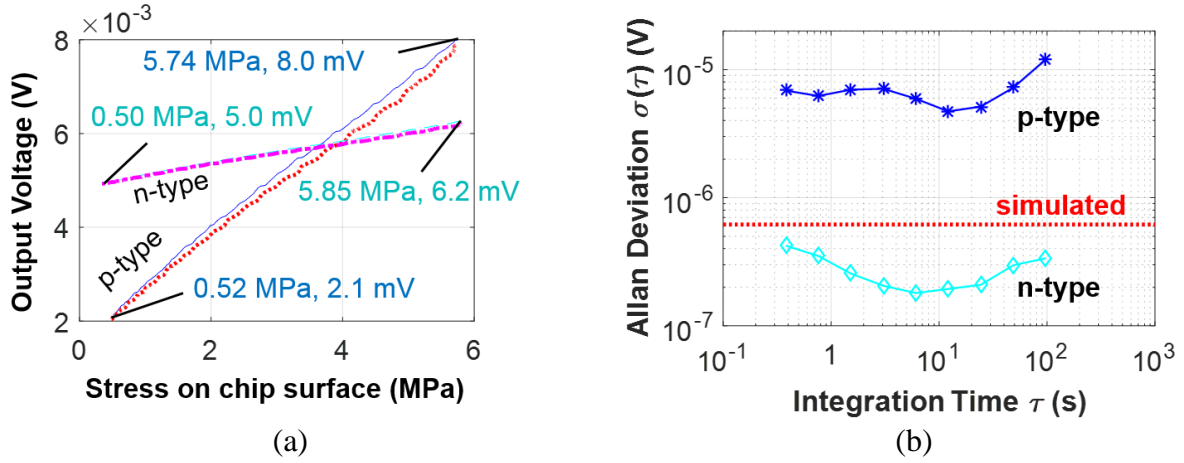 ×10⁻³
8
6
4
2
0
2
4
6
Output Voltage (V)
Stress on chip surface (MPa)
5.74 MPa, 8.0 mV
0.50 MPa, 5.0 mV
n-type
5.85 MPa, 6.2 mV
p-type
0.52 MPa, 2.1 mV
(a)
Allan Deviation σ(τ) (V)
10⁻⁵
10⁻⁶
10⁻⁷
p-type
simulated
n-type
10⁻¹
1
10¹
10²
10³
Integration Time τ (s)
(b)